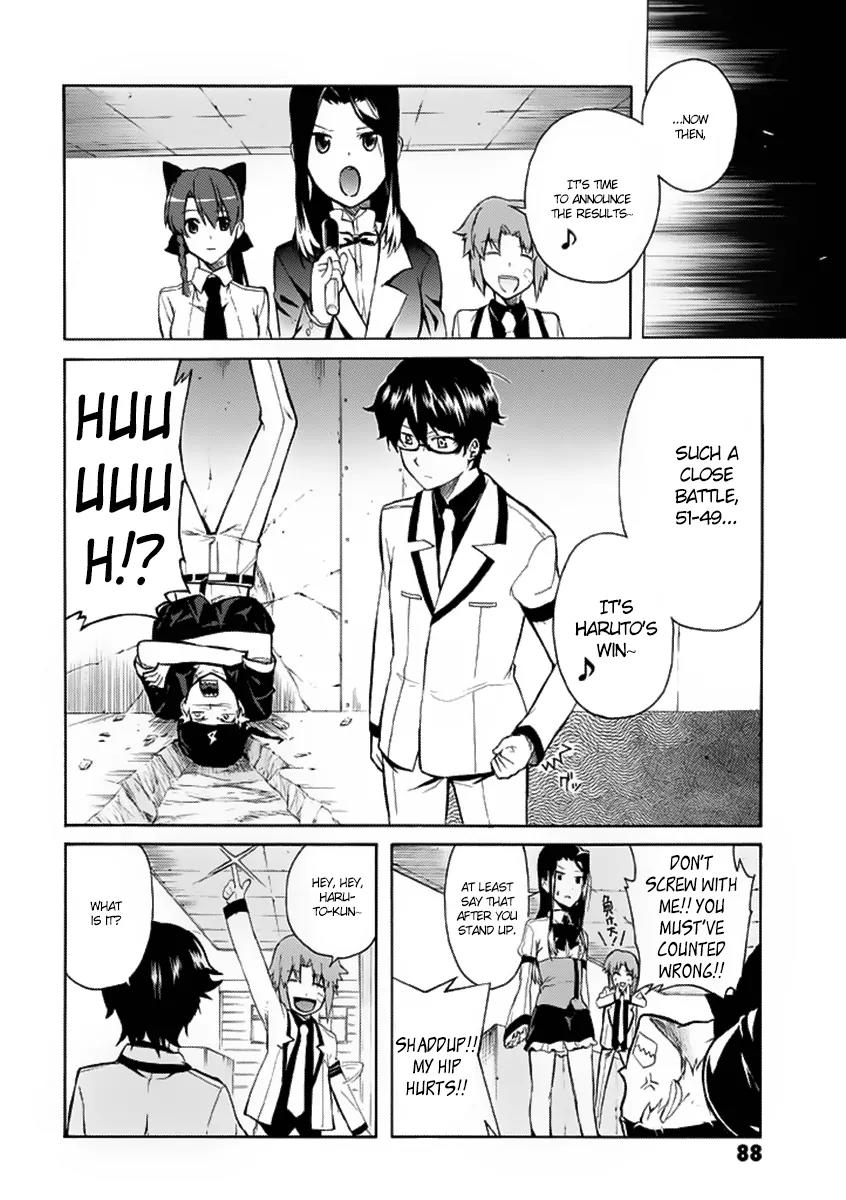 ...NOW
THEN,
IT'S TIME
TO ANNOUNCE
THE RESULTS~
♪
SUCH A
CLOSE
BATTLE,
51-49...
IT'S
HARUTO'S
WIN~
♪
HUU
UUU
H!?
グッ
DON'T
SCREW WITH
ME!! YOU
MUST'VE
COUNTED
WRONG!!
AT LEAST
SAY THAT
AFTER YOU
STAND UP.
SHADDUP!!
MY HIP
HURTS!!
HEY, HEY,
HARU-
TO-KUN~
WHAT
IS IT?
88